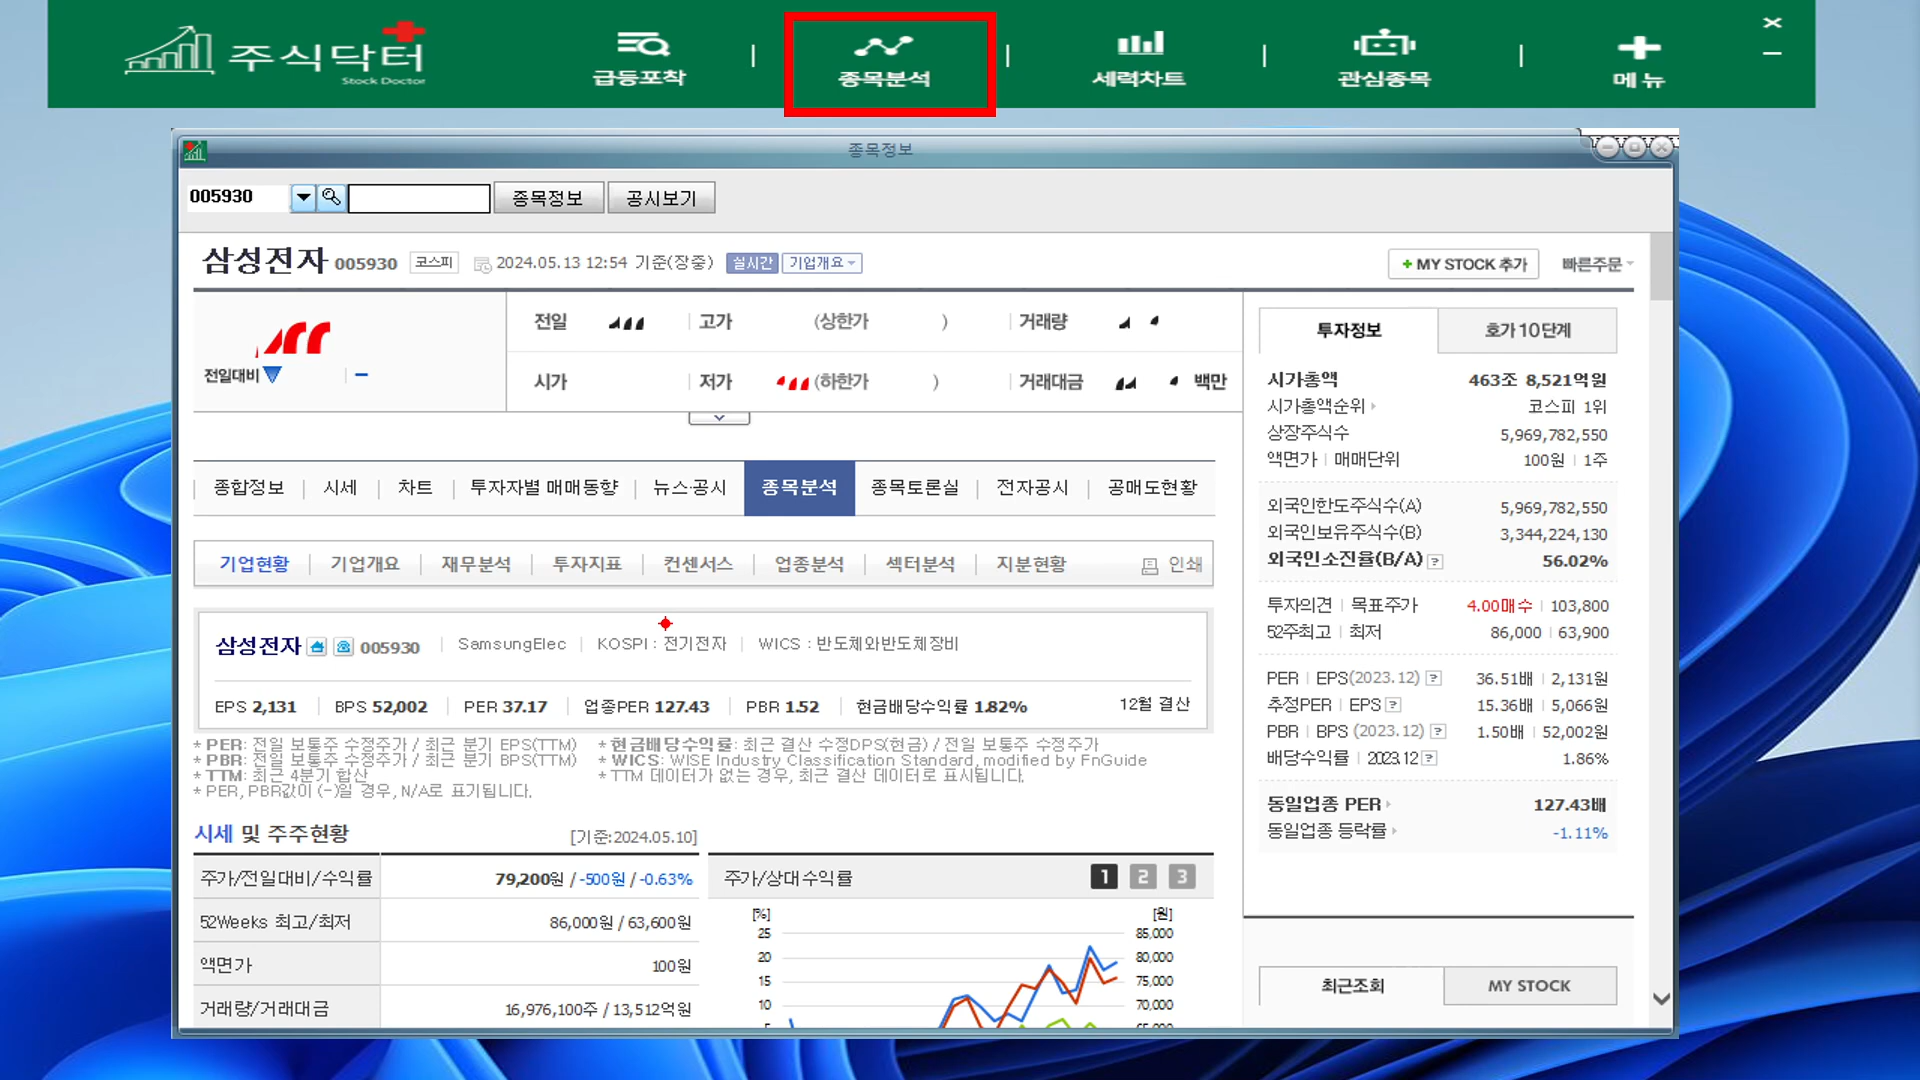 주식닥터
Stock Doctor
급등포착
종목분석
세력차트
관심종목
메뉴
종목정보
005930
종목정보
공시보기
삼성전자 005930 코스피 2024.05.13 12:54 기준(장중) 실시간 기업개요
+ MY STOCK 추가
빠른주문
전일대비
전일
고가 (상한가 )
거래량
시가
저가 (하한가 )
거래대금 백만
종합정보 시세 차트 투자자별 매매동향 뉴스·공시 종목분석 종목토론실 전자공시 공매도현황
기업현황 기업개요 재무분석 투자지표 컨센서스 업종분석 섹터분석 지분현황 인쇄
삼성전자 005930 SamsungElec KOSPI : 전기전자 WICS : 반도체와반도체장비
EPS 2,131 BPS 52,002 PER 37.17 업종PER 127.43 PBR 1.52 현금배당수익률 1.82% 12월 결산
* PER: 전일 보통주 수정주가 / 최근 분기 EPS(TTM)
* PBR: 전일 보통주 수정주가 / 최근 분기 BPS(TTM)
* TTM: 최근 4분기 합산
* PER, PBR값이 (-)일 경우, N/A로 표기됩니다.
* 현금배당수익률: 최근 결산 수정DPS(현금) / 전일 보통주 수정주가
* WICS: WISE Industry Classification Standard, modified by FnGuide
* TTM 데이터가 없는 경우, 최근 결산 데이터로 표시됩니다.
시세 및 주주현황 [기준:2024.05.10]
주가/전일대비/수익률 79,200원 / -500원 / -0.63%
52Weeks 최고/최저 86,000원 / 63,600원
액면가 100원
거래량/거래대금 16,976,100주 / 13,512억원
주가/상대수익률 1 2 3
[%] [원]
25 85,000
20 80,000
15 75,000
10 70,000
5 65,000
투자정보 호가 10단계
시가총액 463조 8,521억원
시가총액순위 코스피 1위
상장주식수 5,969,782,550
액면가 매매단위 100원 1주
외국인한도주식수(A) 5,969,782,550
외국인보유주식수(B) 3,344,224,130
외국인소진율(B/A) ? 56.02%
투자의견 목표주가 4.00매수 103,800
52주최고 최저 86,000 63,900
PER EPS(2023.12) ? 36.51배 2,131원
추정PER EPS ? 15.36배 5,066원
PBR BPS (2023.12) ? 1.50배 52,002원
배당수익률 2023.12 ? 1.86%
동일업종 PER 127.43배
동일업종 등락률 -1.11%
최근조회 MY STOCK